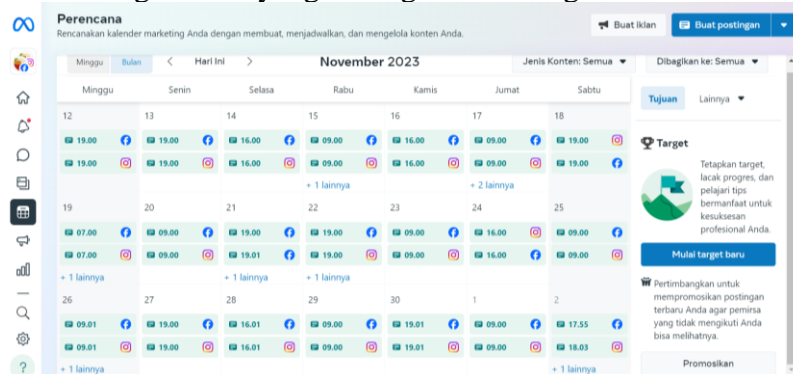 Perencana
Rencanakan kalender marketing Anda dengan membuat, menjadwalkan, dan mengelola konten Anda.
Buat iklan
Buat postingan
Minggu Bulan < Hari Ini > November 2023 Jenis Konten: Semua Dibagikan ke: Semua
Minggu Senin Selasa Rabu Kamis Jumat Sabtu
12 13 14 15 16 17 18
19.00 19.00 16.00 09.00 16.00 09.00 19.00
19.00 19.00 16.00 09.00 16.00 09.00 19.00
+ 1 lainnya + 2 lainnya
19 20 21 22 23 24 25
07.00 09.00 19.00 19.00 09.00 16.00 09.00
07.00 09.00 19.01 19.00 09.00 16.00 09.00
+ 1 lainnya + 1 lainnya + 1 lainnya
26 27 28 29 30 1 2
09.01 19.00 16.01 09.00 19.01 09.00 17.55
09.01 19.00 16.01 09.00 19.01 09.00 18.03
+ 1 lainnya + 1 lainnya
Tujuan Lainnya
Target
Tetapkan target,
lacak progres, dan
pelajari tips
bermanfaat untuk
kesuksesan
profesional Anda.
Mulai target baru
Pertimbangkan untuk
mempromosikan postingan
terbaru Anda agar pemirsa
yang tidak mengikuti Anda
bisa melihatnya.
Promosikan